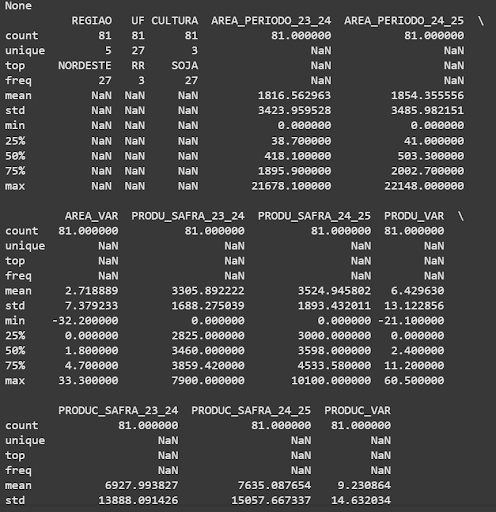 None
REGIAO UF CULTURA AREA_PERIODO_23_24 AREA_PERIODO_24_25 \
count 81 81 81 81.000000 81.000000
unique 5 27 3 NaN NaN
top NORDESTE RR SOJA NaN NaN
freq 27 3 27 NaN NaN
mean NaN NaN NaN 1816.562963 1854.355556
std NaN NaN NaN 3423.959528 3485.982151
min NaN NaN NaN 0.000000 0.000000
25% NaN NaN NaN 38.700000 41.000000
50% NaN NaN NaN 418.100000 503.300000
75% NaN NaN NaN 1895.900000 2002.700000
max NaN NaN NaN 21678.100000 22148.000000
AREA_VAR PRODU_SAFRA_23_24 PRODU_SAFRA_24_25 PRODU_VAR \
count 81.000000 81.000000 81.000000 81.000000
unique NaN NaN NaN NaN
top NaN NaN NaN NaN
freq NaN NaN NaN NaN
mean 2.718889 3305.892222 3524.945802 6.429630
std 7.379233 1688.275039 1893.432011 13.122856
min -32.200000 0.000000 0.000000 -21.100000
25% 0.000000 2825.000000 3000.000000 0.000000
50% 1.800000 3460.000000 3598.000000 2.400000
75% 4.700000 3859.420000 4533.580000 11.200000
max 33.300000 7900.000000 10100.000000 60.500000
PRODUC_SAFRA_23_24 PRODUC_SAFRA_24_25 PRODUC_VAR
count 81.000000 81.000000 81.000000
unique NaN NaN NaN
top NaN NaN NaN
freq NaN NaN NaN
mean 6927.993827 7635.087654 9.230864
std 13888.091426 15057.667337 14.632034